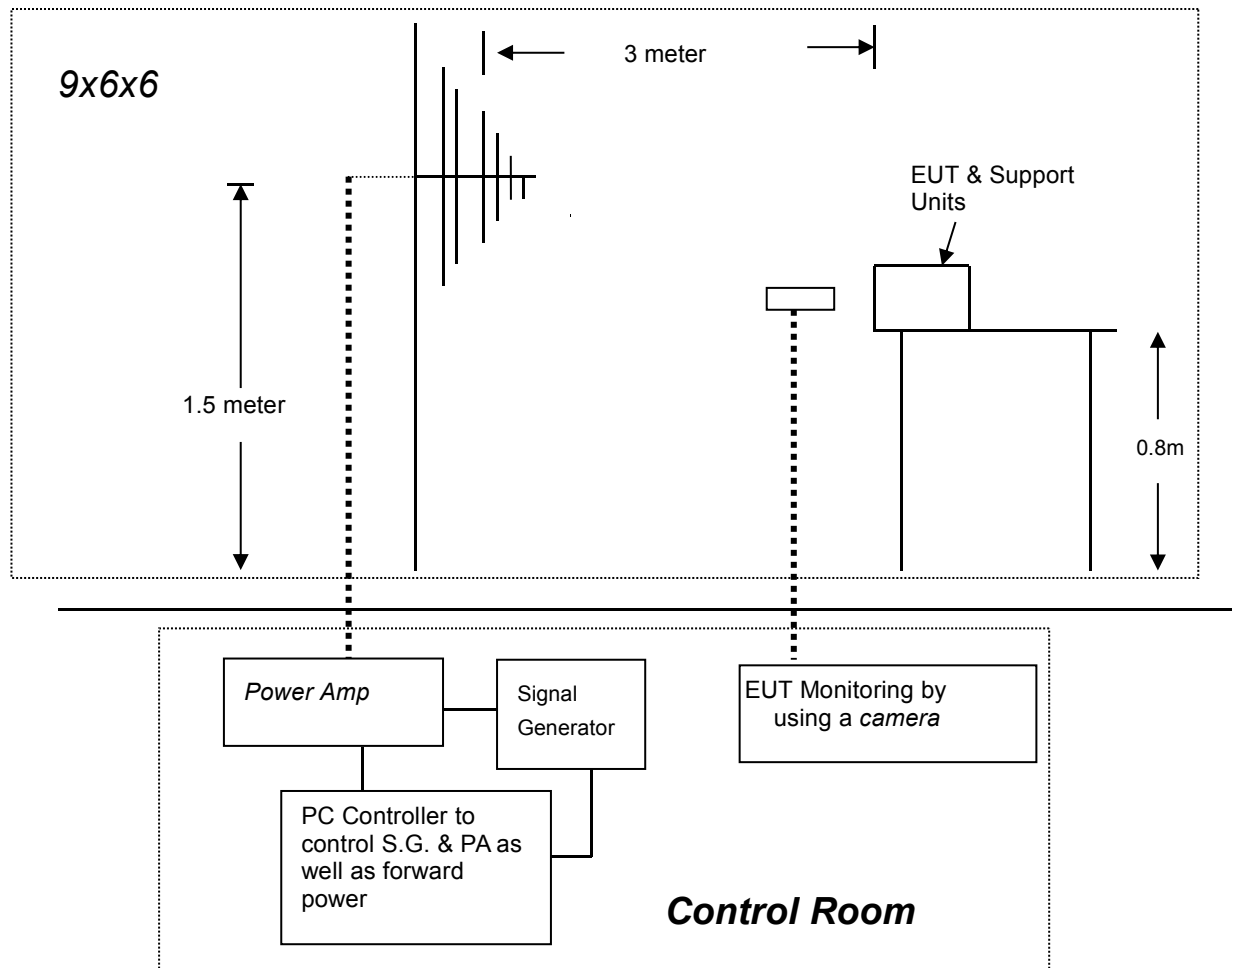 3 meter
9x6x6
EUT & Support
Units
1.5 meter
0.8m
Power Amp
Signal
Generator
EUT Monitoring by
using a camera
PC Controller to
control S.G. & PA as
well as forward
power
Control Room